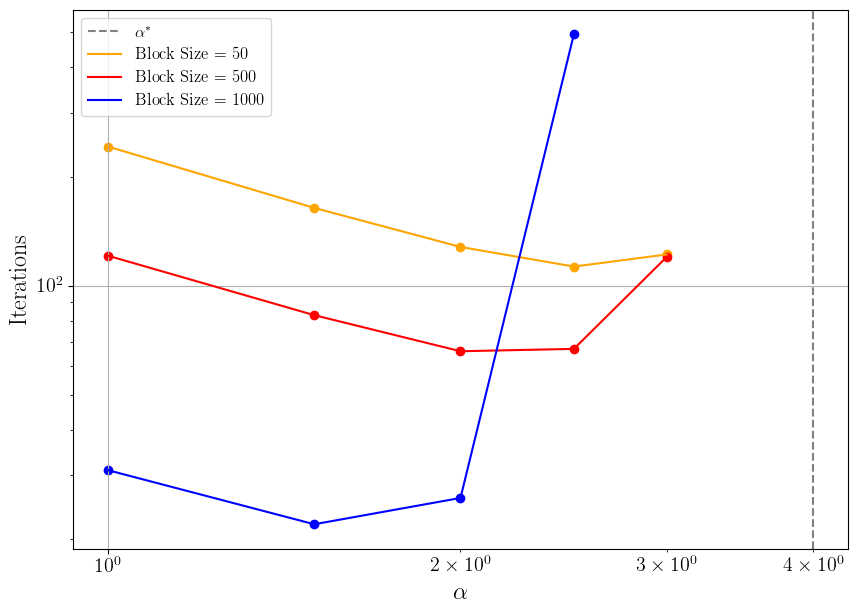 α*
Block Size = 50
Block Size = 500
Block Size = 1000
Iterations
10²
10⁰
2 × 10⁰
3 × 10⁰
4 × 10⁰
α